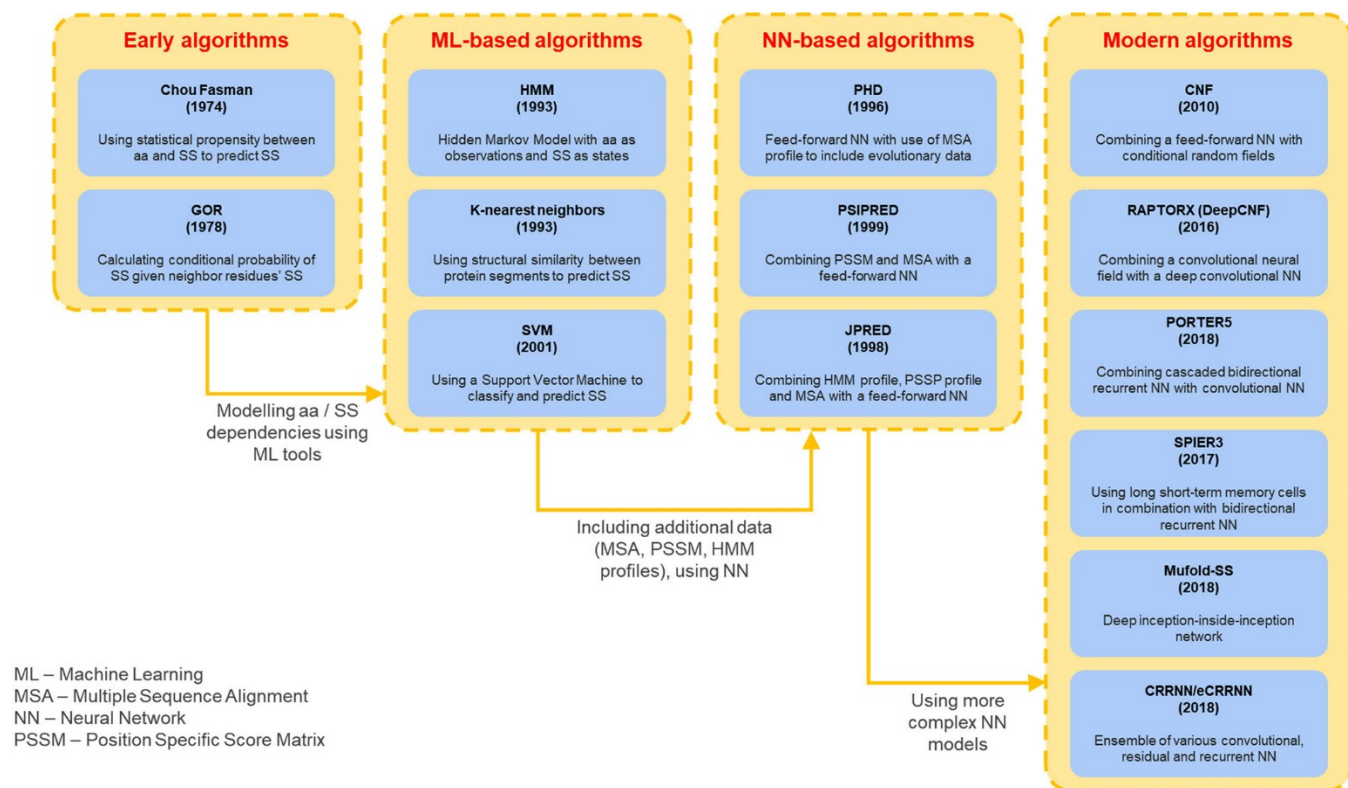 Early algorithms
Chou Fasman
(1974)
Using statistical propensity between
aa and SS to predict SS
GOR
(1978)
Calculating conditional probability of
SS given neighbor residues' SS
Modelling aa / SS
dependencies using
ML tools
ML-based algorithms
HMM
(1993)
Hidden Markov Model with aa as
observations and SS as states
K-nearest neighbors
(1993)
Using structural similarity between
protein segments to predict SS
SVM
(2001)
Using a Support Vector Machine to
classify and predict SS
Including additional data
(MSA, PSSM, HMM
profiles), using NN
NN-based algorithms
PHD
(1996)
Feed-forward NN with use of MSA
profile to include evolutionary data
PSIPRED
(1999)
Combining PSSM and MSA with a
feed-forward NN
JPRED
(1998)
Combining HMM profile, PSSP profile
and MSA with a feed-forward NN
Using more
complex NN
models
Modern algorithms
CNF
(2010)
Combining a feed-forward NN with
conditional random fields
RAPTORX (DeepCNF)
(2016)
Combining a convolutional neural
field with a deep convolutional NN
PORTER5
(2018)
Combining cascaded bidirectional
recurrent NN with convolutional NN
SPIER3
(2017)
Using long short-term memory cells
in combination with bidirectional
recurrent NN
Mufold-SS
(2018)
Deep inception-inside-inception
network
CRRNN/eCRRNN
(2018)
Ensemble of various convolutional,
residual and recurrent NN
ML – Machine Learning
MSA – Multiple Sequence Alignment
NN – Neural Network
PSSM – Position Specific Score Matrix